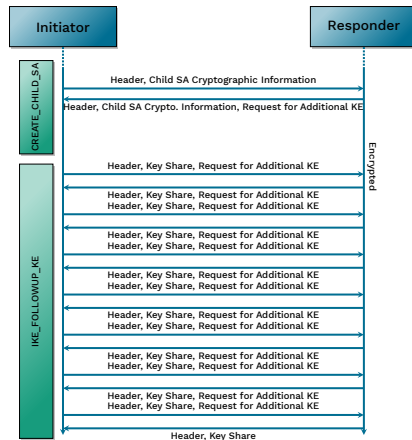 Initiator
Responder
CREATE_CHILD_SA
Header, Child SA Cryptographic Information
Header, Child SA Crypto. Information, Request for Additional KE
Encrypted
IKE_FOLLOWUP_KE
Header, Key Share, Request for Additional KE
Header, Key Share, Request for Additional KE
Header, Key Share, Request for Additional KE
Header, Key Share, Request for Additional KE
Header, Key Share, Request for Additional KE
Header, Key Share, Request for Additional KE
Header, Key Share, Request for Additional KE
Header, Key Share, Request for Additional KE
Header, Key Share, Request for Additional KE
Header, Key Share, Request for Additional KE
Header, Key Share, Request for Additional KE
Header, Key Share, Request for Additional KE
Header, Key Share, Request for Additional KE
Header, Key Share